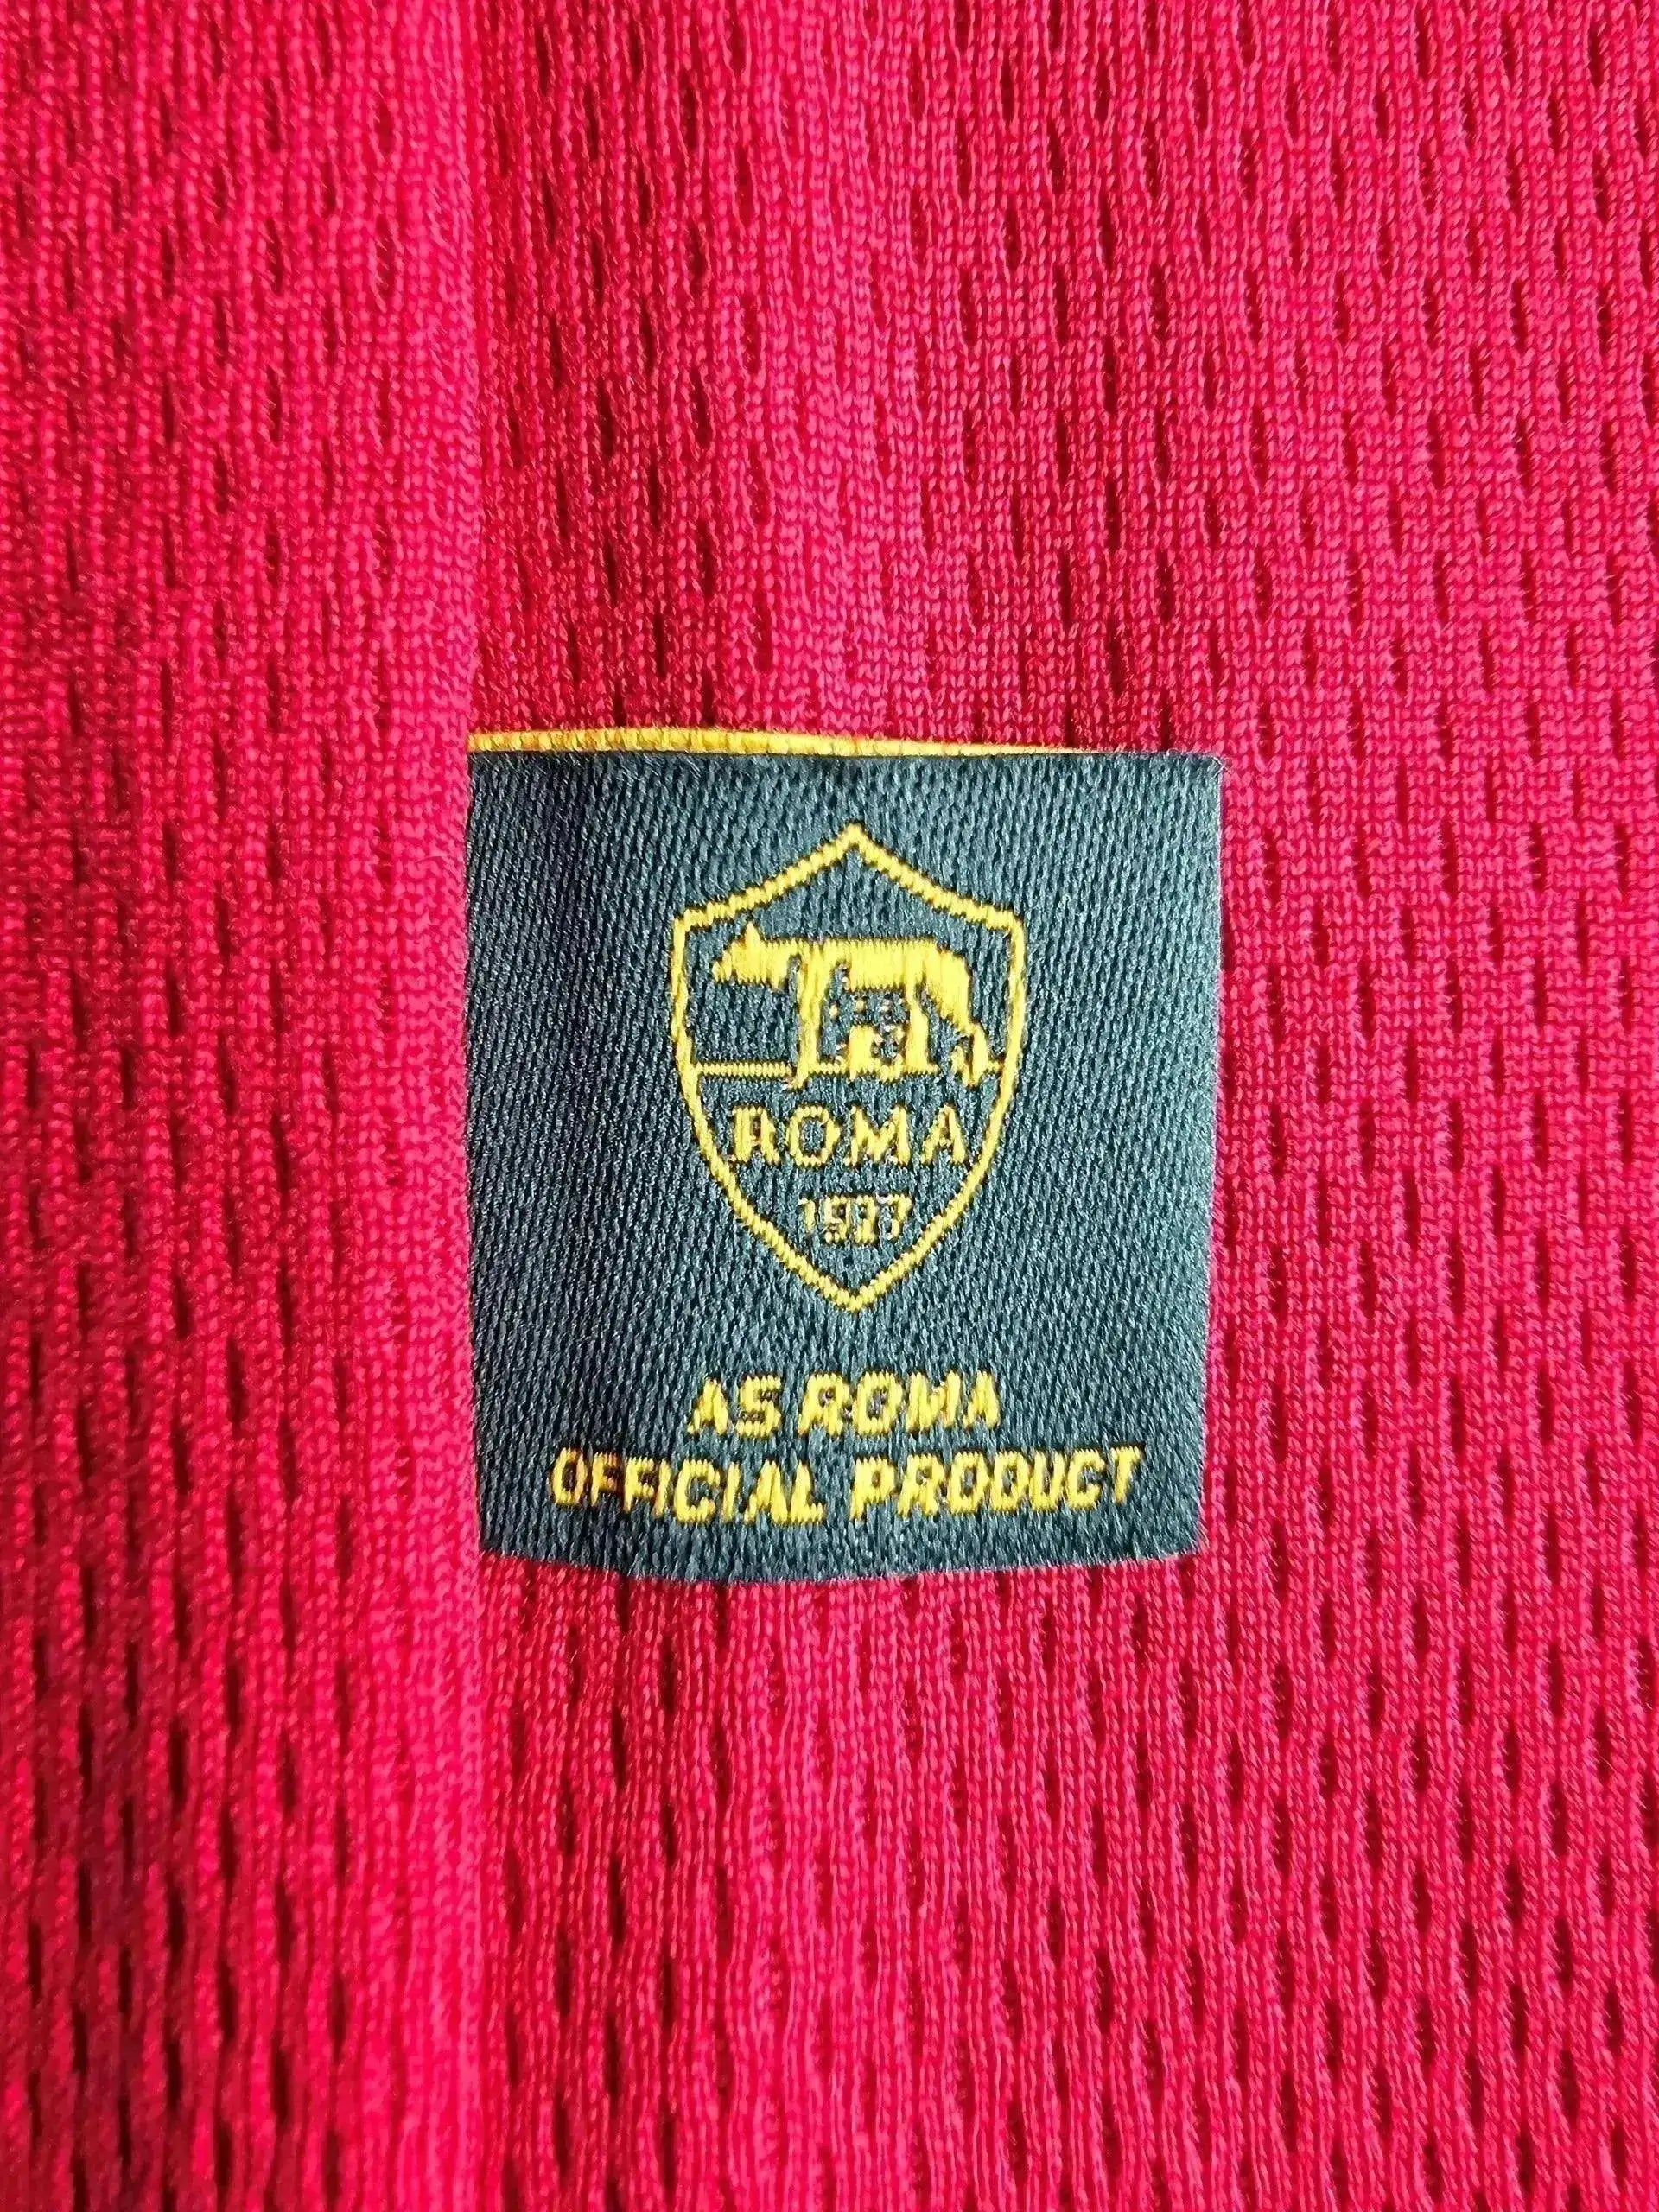 ROMA
1927
AS ROMA
OFFICIAL PRODUCT